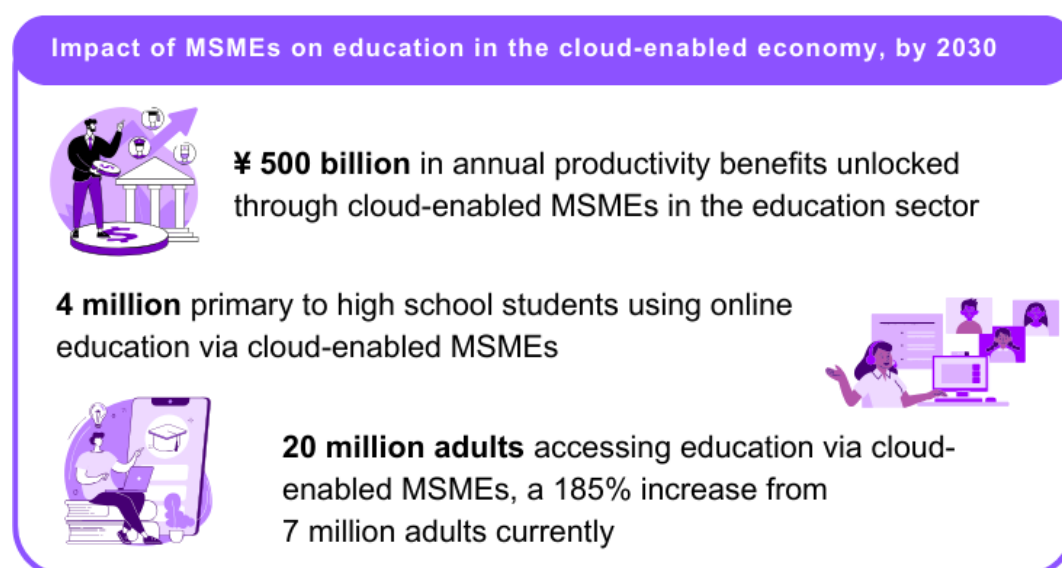 Impact of MSMEs on education in the cloud-enabled economy, by 2030
¥ 500 billion in annual productivity benefits unlocked
through cloud-enabled MSMEs in the education sector
4 million primary to high school students using online
education via cloud-enabled MSMEs
20 million adults accessing education via cloud-
enabled MSMEs, a 185% increase from
7 million adults currently